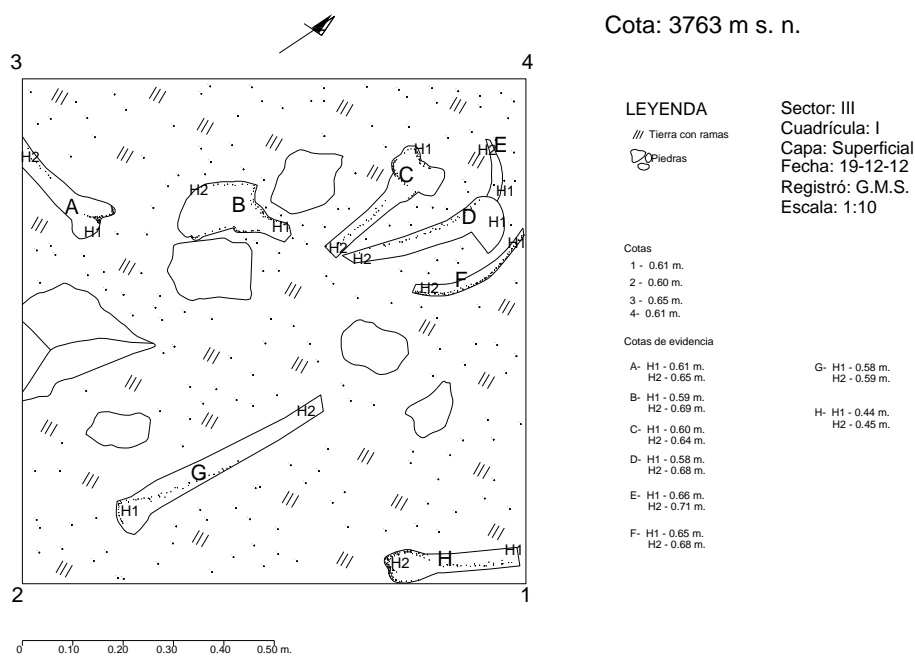 Cota: 3763 m s. n.
3
4
LEYENDA
Tierra con ramas
Piedras
Sector: III
Cuadrícula: I
Capa: Superficial
Fecha: 19-12-12
Registró: G.M.S.
Escala: 1:10
H2
A
H1
H2
B
H1
H1
C
H2
H2
E
H1
D
H1
H2
H1
F
H2
H2
G
H1
H2
H
H1
2
1
Cotas
1 - 0.61 m.
2 - 0.60 m.
3 - 0.65 m.
4- 0.61 m.
Cotas de evidencia
A- H1 - 0.61 m.
H2 - 0.65 m.
B- H1 - 0.59 m.
H2 - 0.69 m.
C- H1 - 0.60 m.
H2 - 0.64 m.
D- H1 - 0.58 m.
H2 - 0.68 m.
E- H1 - 0.66 m.
H2 - 0.71 m.
F- H1 - 0.65 m.
H2 - 0.68 m.
G- H1 - 0.58 m.
H2 - 0.59 m.
H- H1 - 0.44 m.
H2 - 0.45 m.
0 0.10 0.20 0.30 0.40 0.50 m.